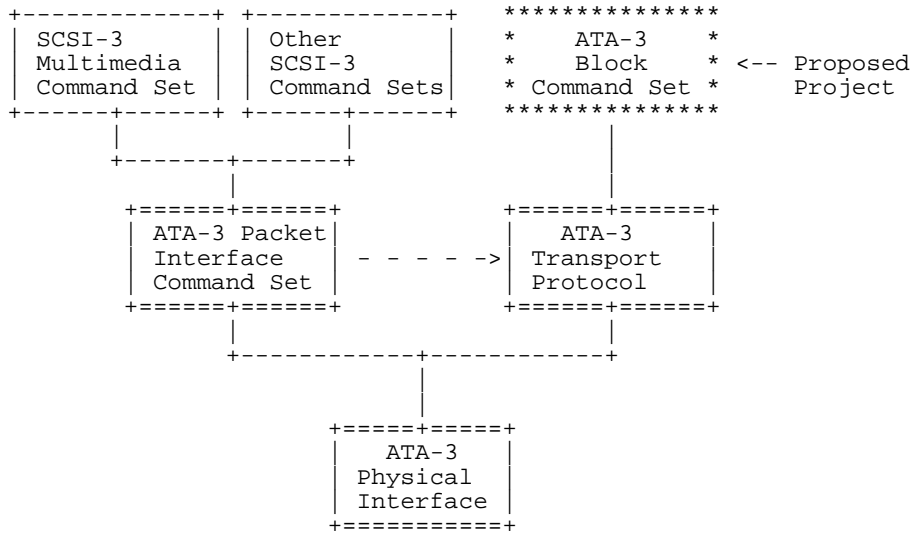 SCSI-3
Multimedia
Command Set
Other
SCSI-3
Command Sets
ATA-3
Block
Command Set
<-- Proposed
Project
ATA-3 Packet
Interface
Command Set
ATA-3
Transport
Protocol
ATA-3
Physical
Interface